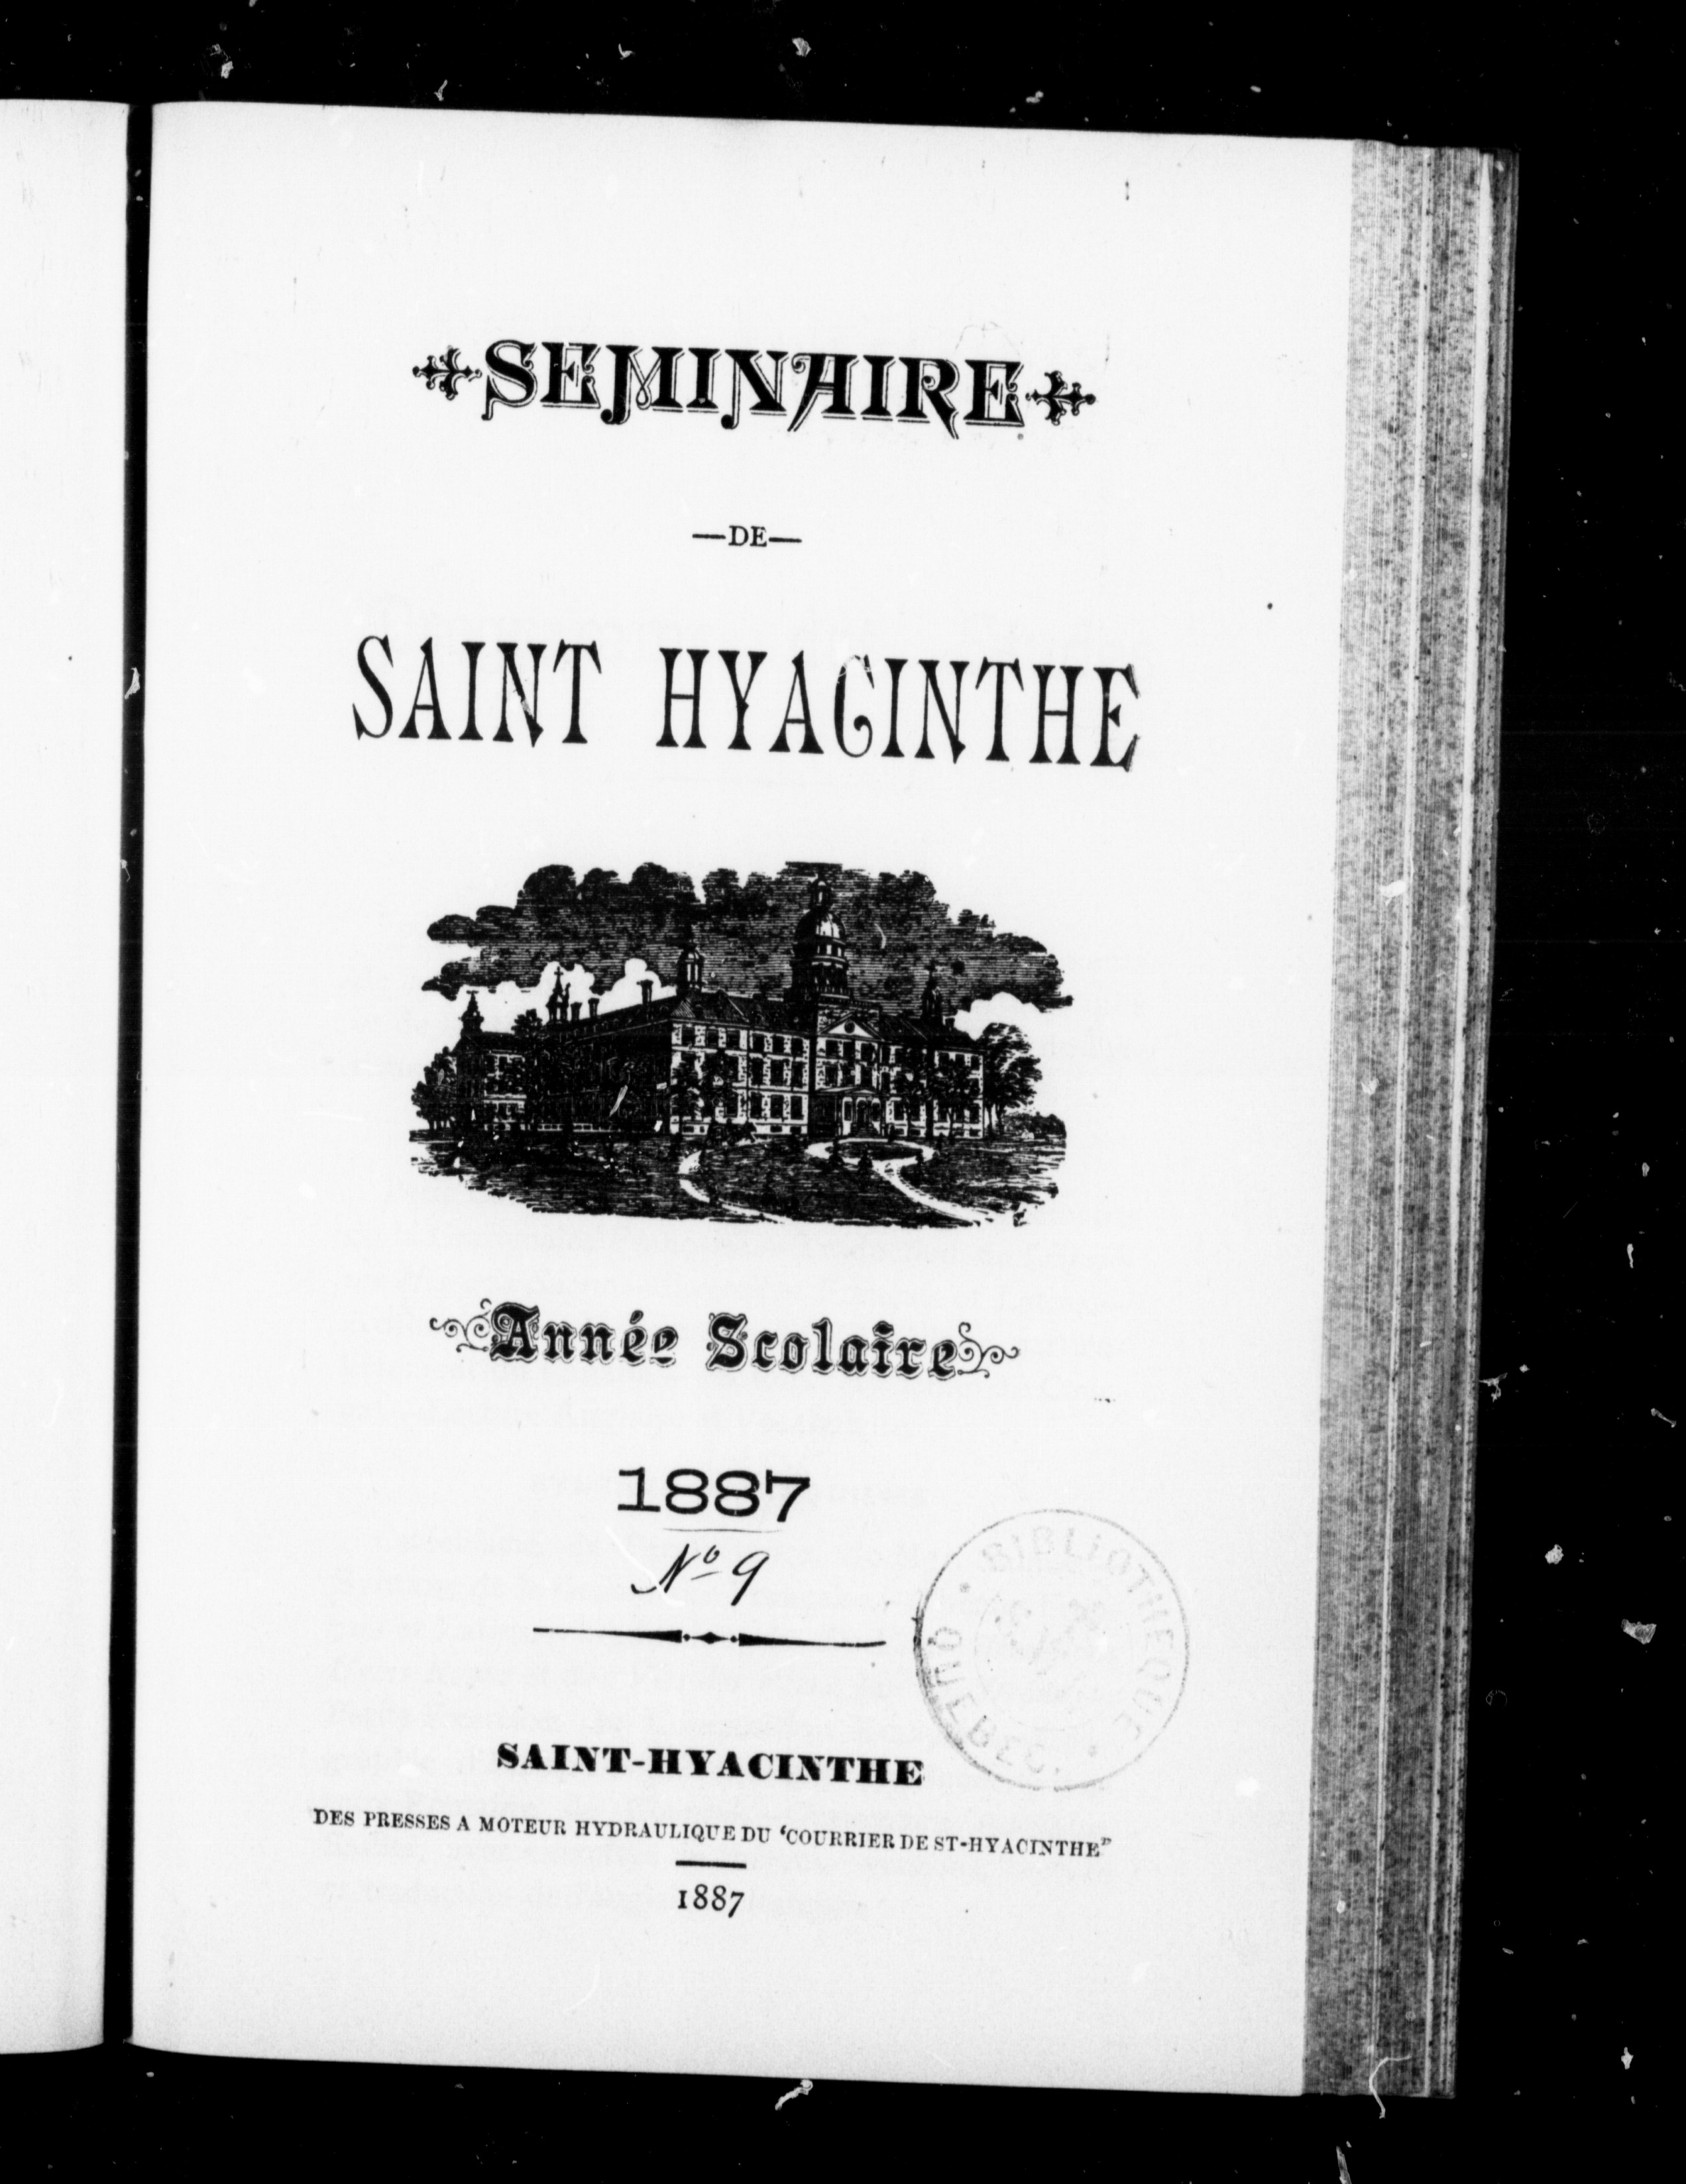 SEMINAIRE
—DE—
SAINT HYACINTHE
Année Scolaire
1887
No 9
BIBLIOTHEQUE
QUEBEC.
SAINT-HYACINTHE
DES PRESSES A MOTEUR HYDRAULIQUE DU ‘COURRIER DE ST-HYACINTHE”
1887